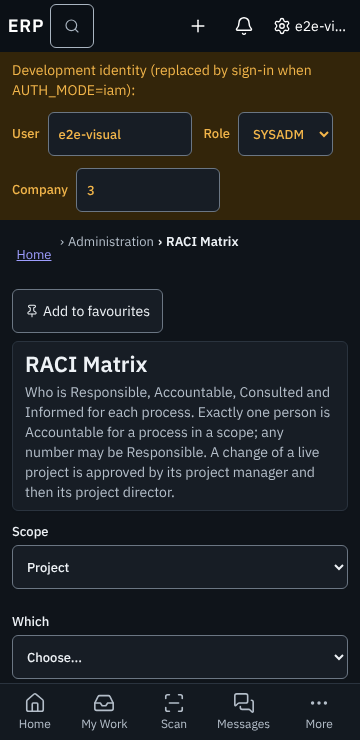 ERP
e2e-vi...
Development identity (replaced by sign-in when
AUTH_MODE=iam):
User e2e-visual Role SYSADM
Company 3
Home › Administration › RACI Matrix
Add to favourites
RACI Matrix
Who is Responsible, Accountable, Consulted and
Informed for each process. Exactly one person is
Accountable for a process in a scope; any
number may be Responsible. A change of a live
project is approved by its project manager and
then its project director.
Scope
Project
Which
Choose...
Home My Work Scan Messages More